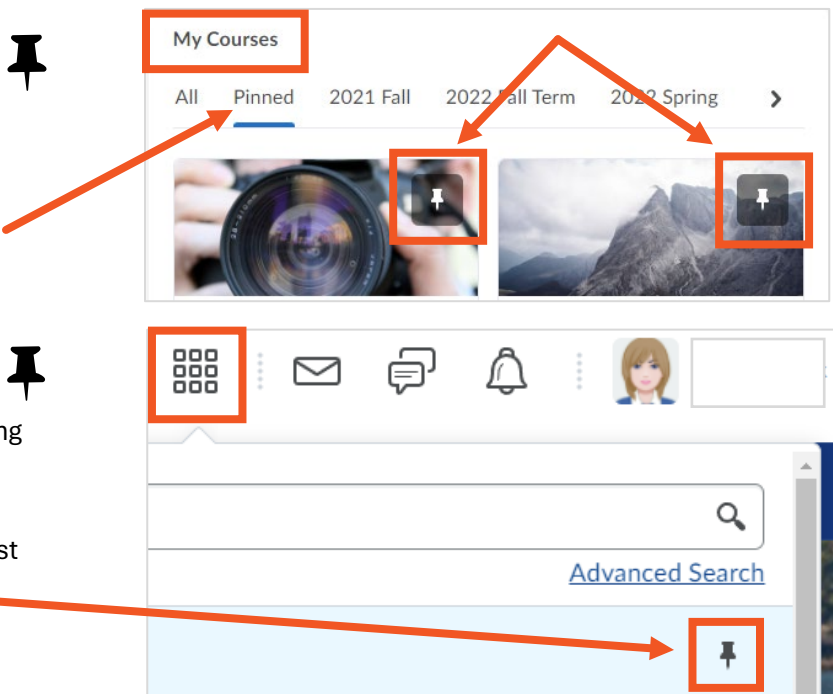 My Courses
All Pinned 2021 Fall 2022 Fall Term 2022 Spring
ng
st
Advanced Search